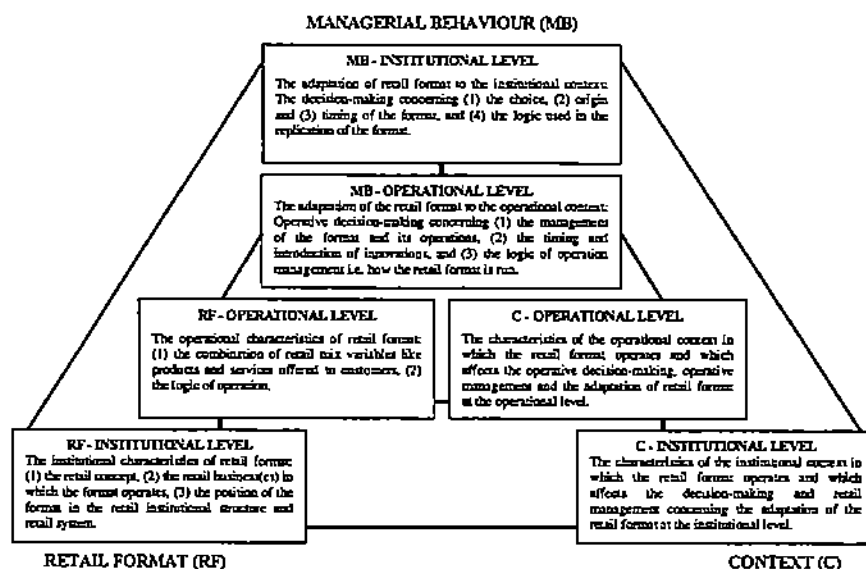 MANAGERIAL BEHAVIOUR (MB)
MB - INSTITUTIONAL LEVEL
The adaptation of retail format to the institutional context:
The decision-making concerning (1) the choice, (2) origin
and (3) timing of the format, and (4) the logic used in the
replication of the format.
MB - OPERATIONAL LEVEL
The adaptation of the retail format to the operational context:
Operative decision-making concerning (1) the management
of the format and its operations, (2) the timing and
introduction of innovations, and (3) the logic of operation
management i.e. how the retail format is run.
RF - OPERATIONAL LEVEL
The operational characteristics of retail format:
(1) the combination of retail mix variables like
products and services offered to customers, (2)
the logic of operation.
C - OPERATIONAL LEVEL
The characteristics of the operational context in
which the retail format operates and which
affects the operative decision-making, operative
management and the adaptation of retail format
at the operational level.
RF - INSTITUTIONAL LEVEL
The institutional characteristics of retail format:
(1) the retail concept, (2) the retail business(es) in
which the format operates, (3) the position of the
format in the retail institutional structure and
retail system.
C - INSTITUTIONAL LEVEL
The characteristics of the institutional context in
which the retail format operates and which
affects the decision-making and retail
management concerning the adaptation of the
retail format at the institutional level.
RETAIL FORMAT (RF)
CONTEXT (C)